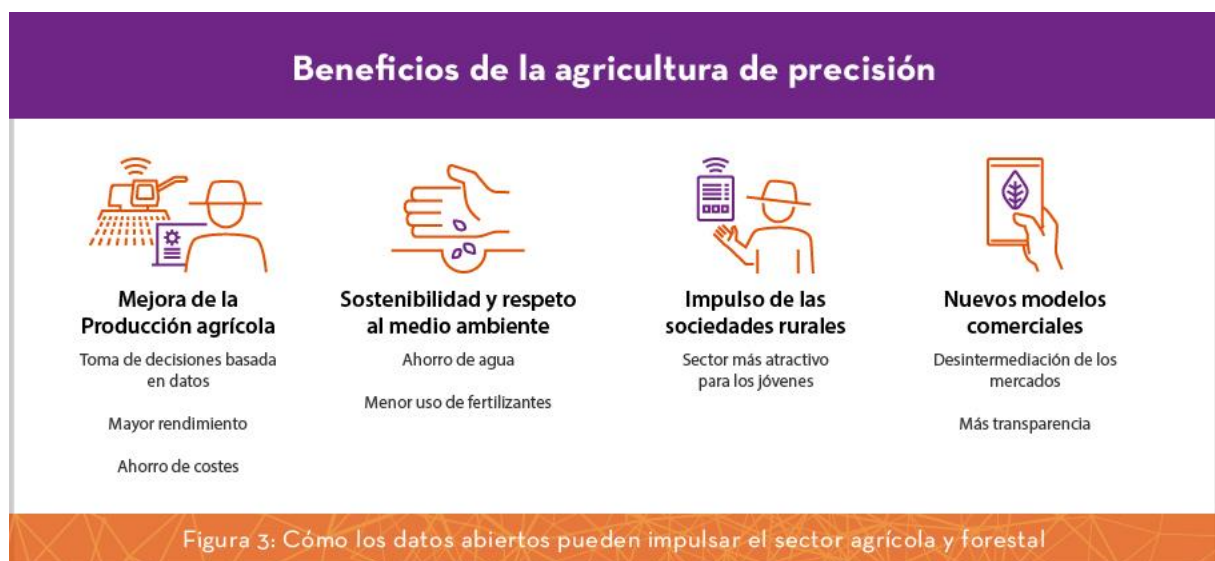 Beneficios de la agricultura de precisión
Mejora de la
Producción agrícola
Toma de decisiones basada
en datos
Mayor rendimiento
Ahorro de costes
Sostenibilidad y respeto
al medio ambiente
Ahorro de agua
Menor uso de fertilizantes
Impulso de las
sociedades rurales
Sector más atractivo
para los jóvenes
Nuevos modelos
comerciales
Desintermediación de los
mercados
Más transparencia
Figura 3: Cómo los datos abiertos pueden impulsar el sector agrícola y forestal